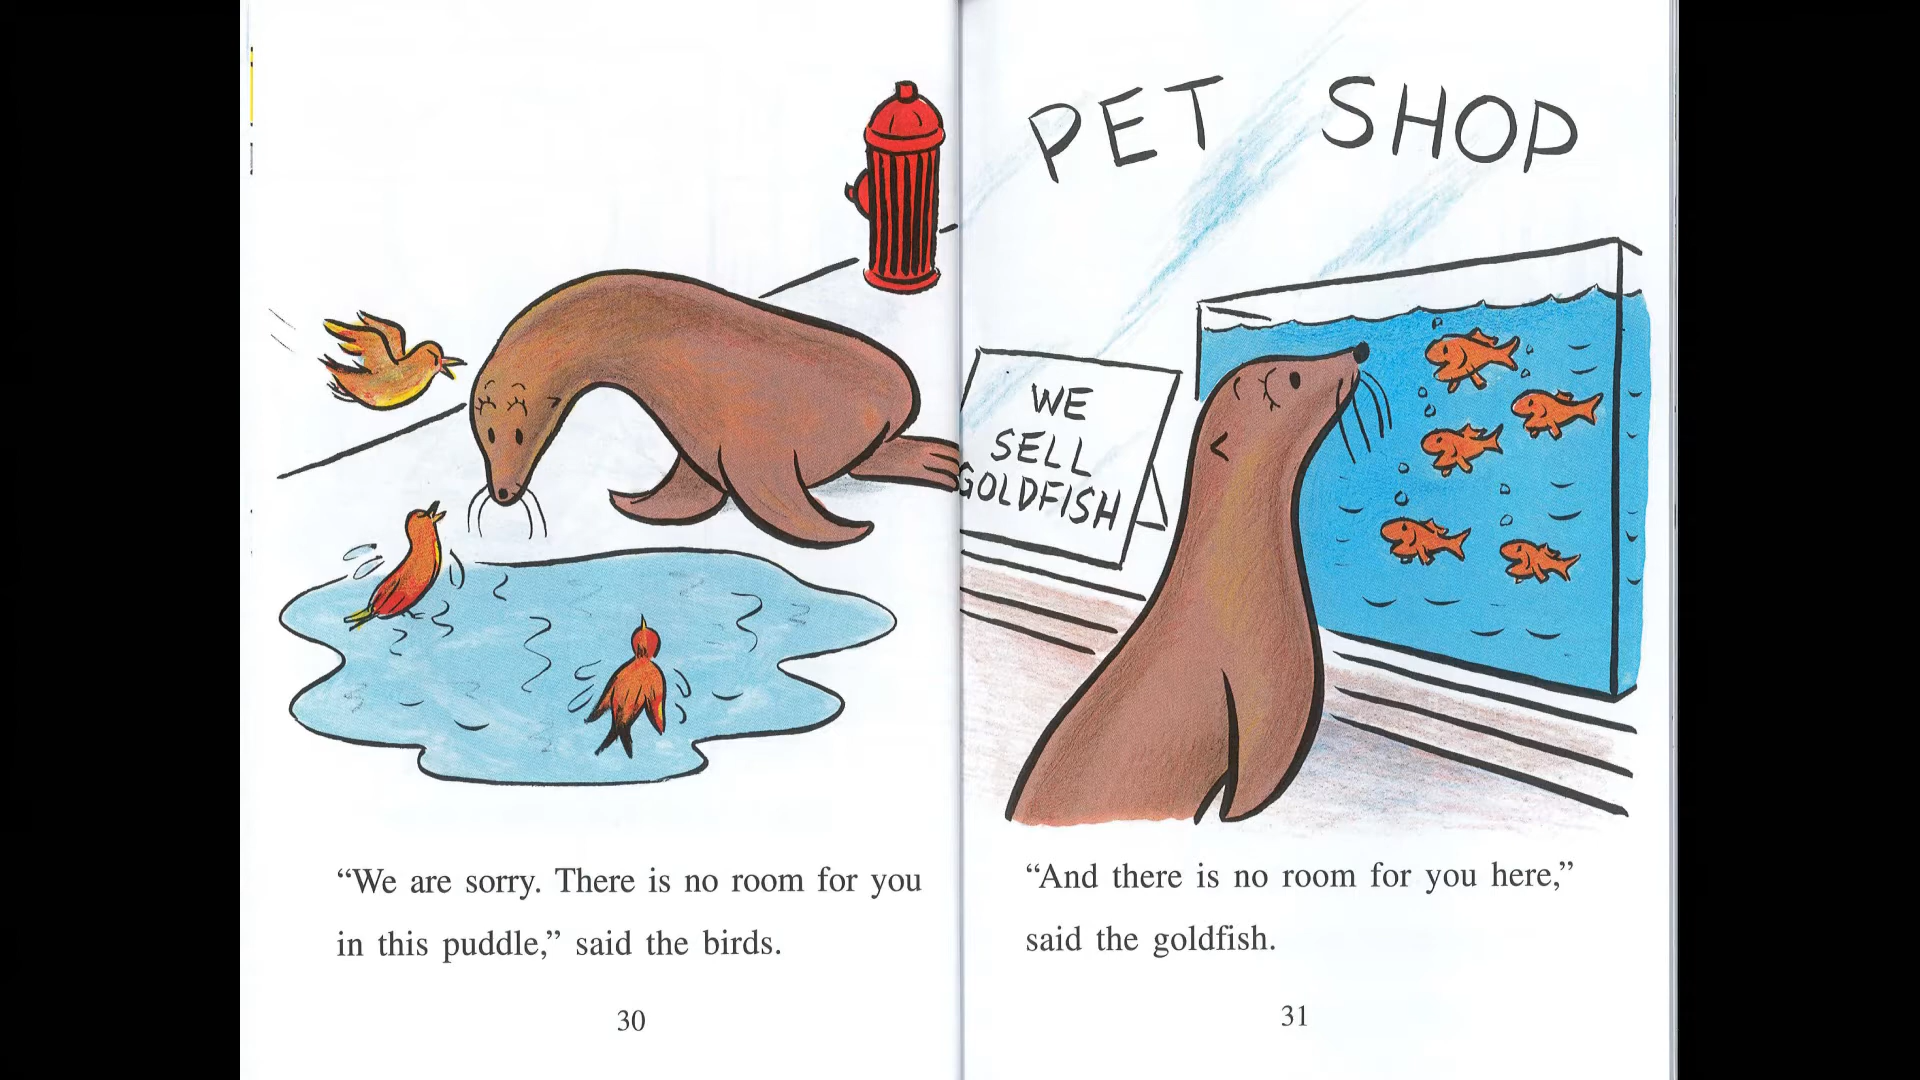 “We are sorry. There is no room for you
in this puddle,” said the birds.
30
PET SHOP
WE
SELL
GOLDFISH
“And there is no room for you here,”
said the goldfish.
31